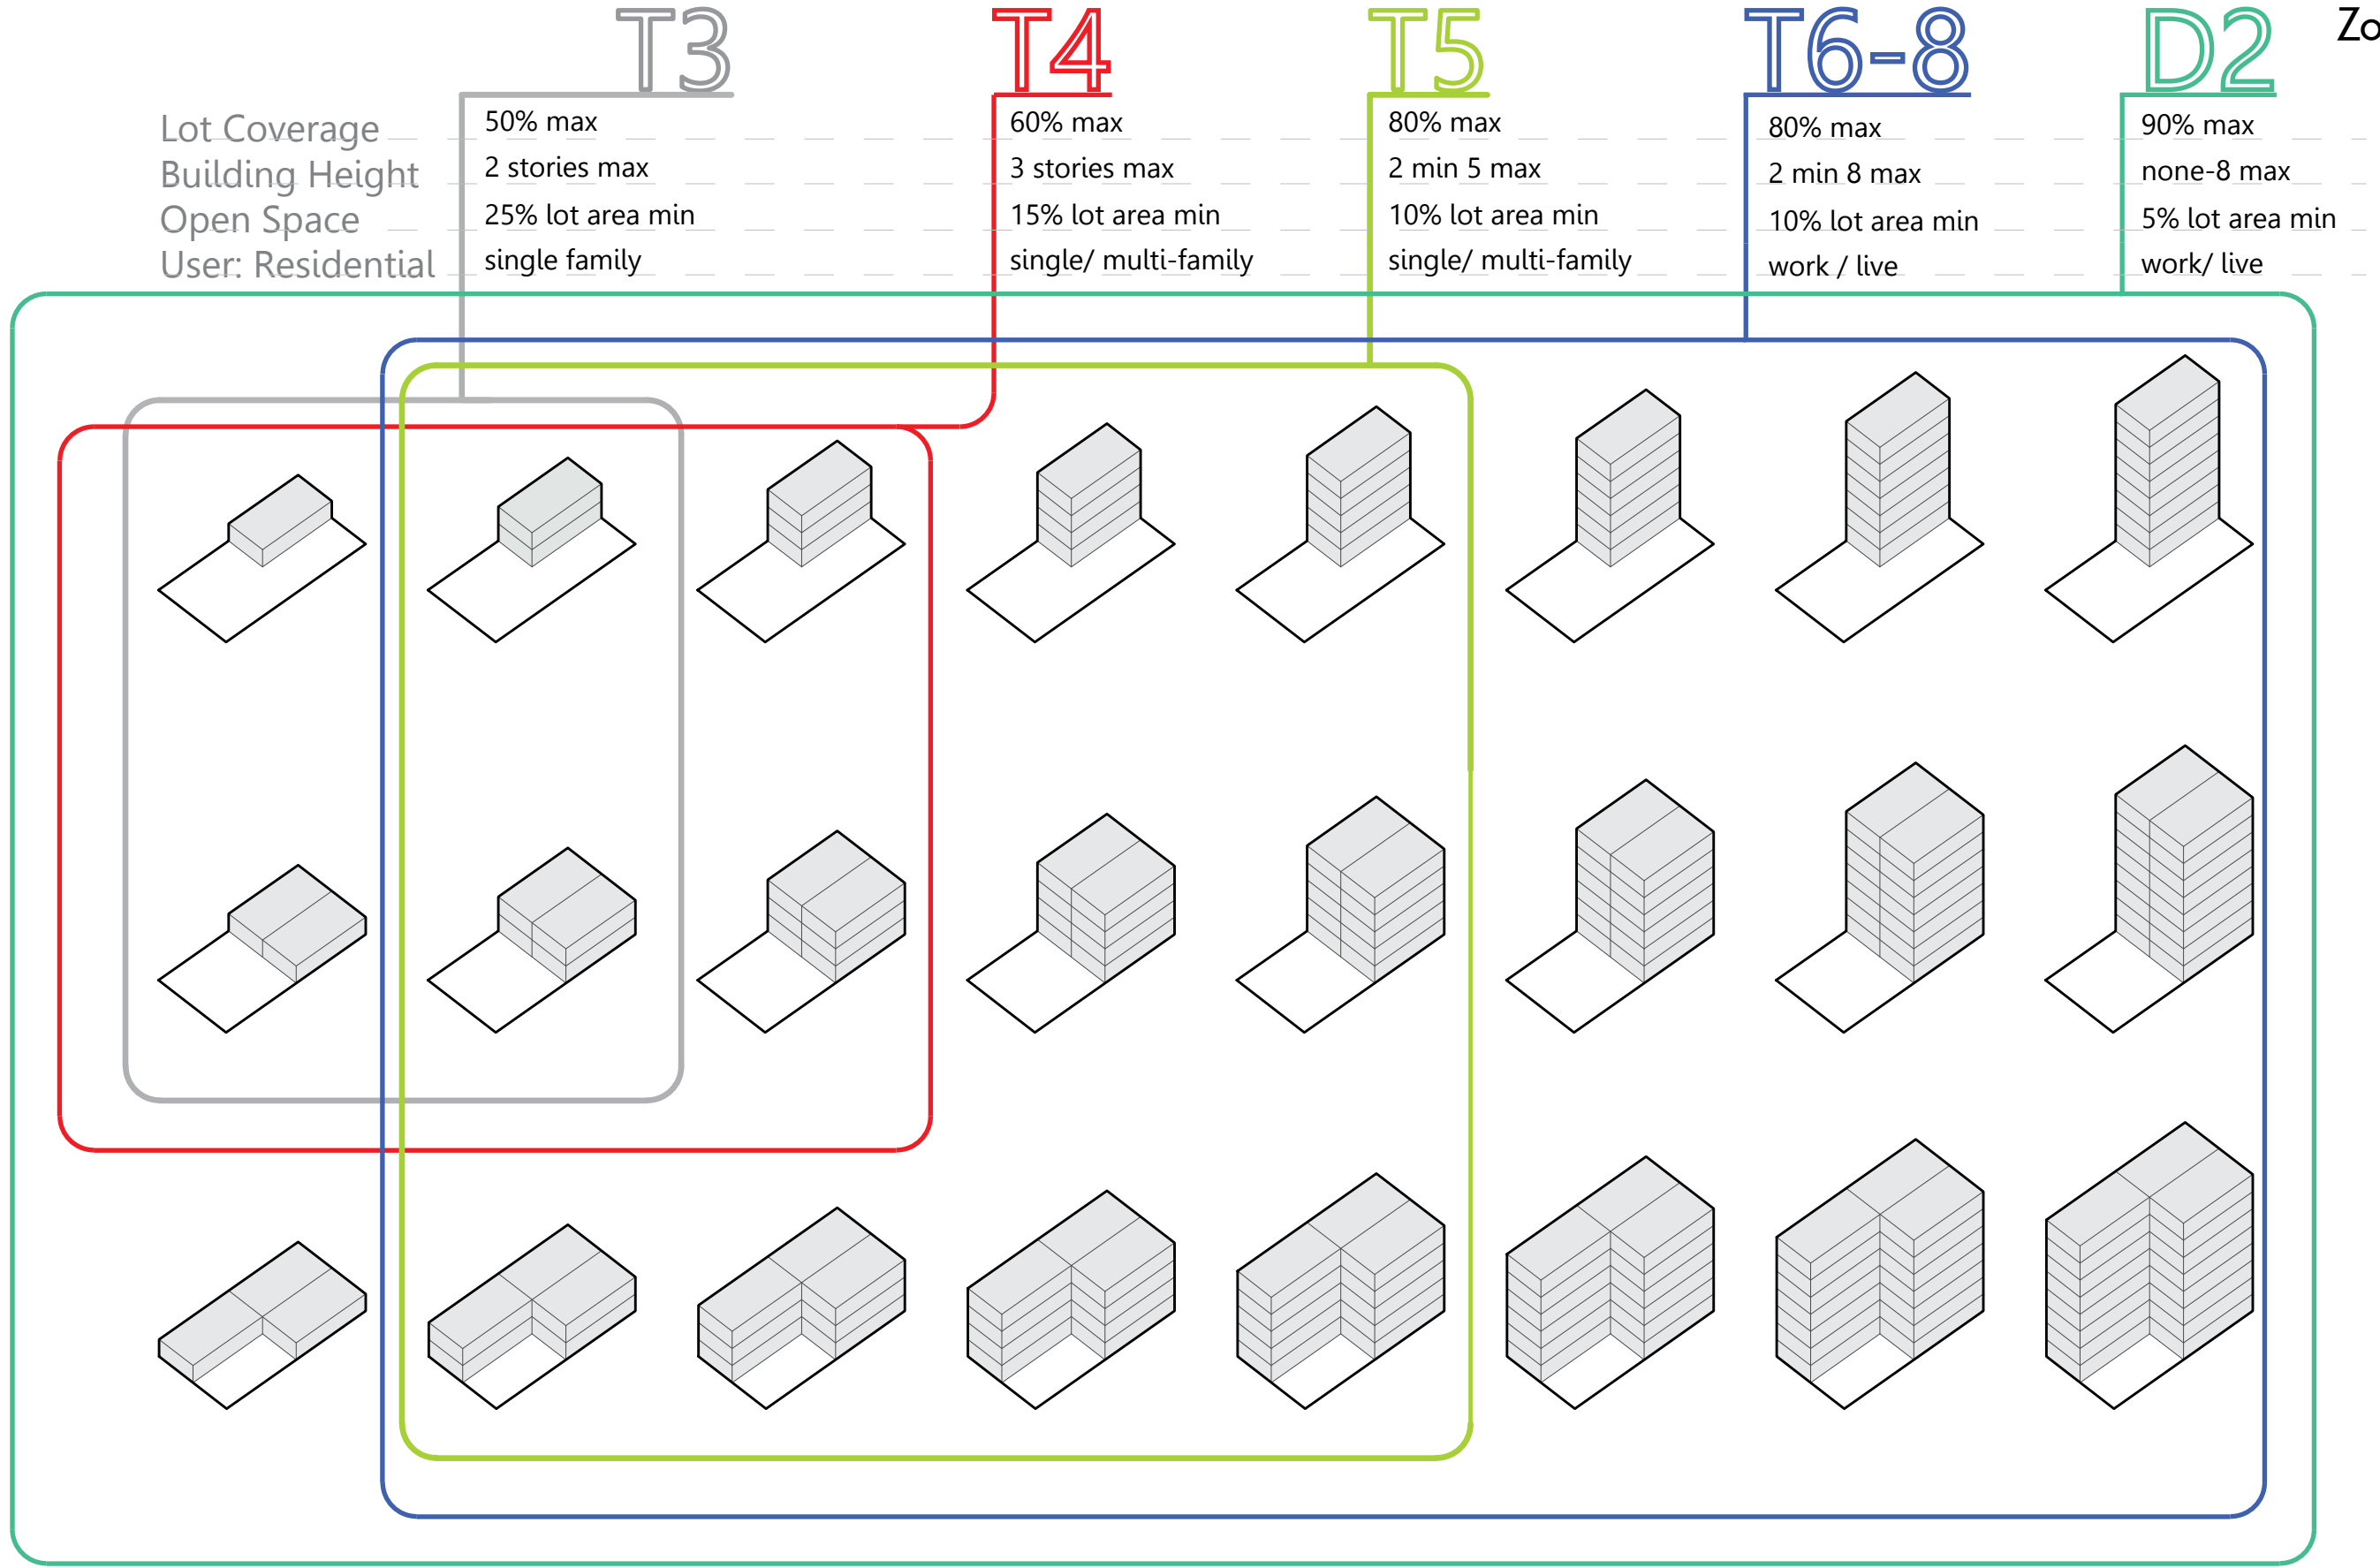 T3 T4 T5 T6-8 D2 Zo
Lot Coverage 50% max 60% max 80% max 80% max 90% max
Building Height 2 stories max 3 stories max 2 min 5 max 2 min 8 max none-8 max
Open Space 25% lot area min 15% lot area min 10% lot area min 10% lot area min 5% lot area min
User: Residential single family single/ multi-family single/ multi-family work / live work/ live